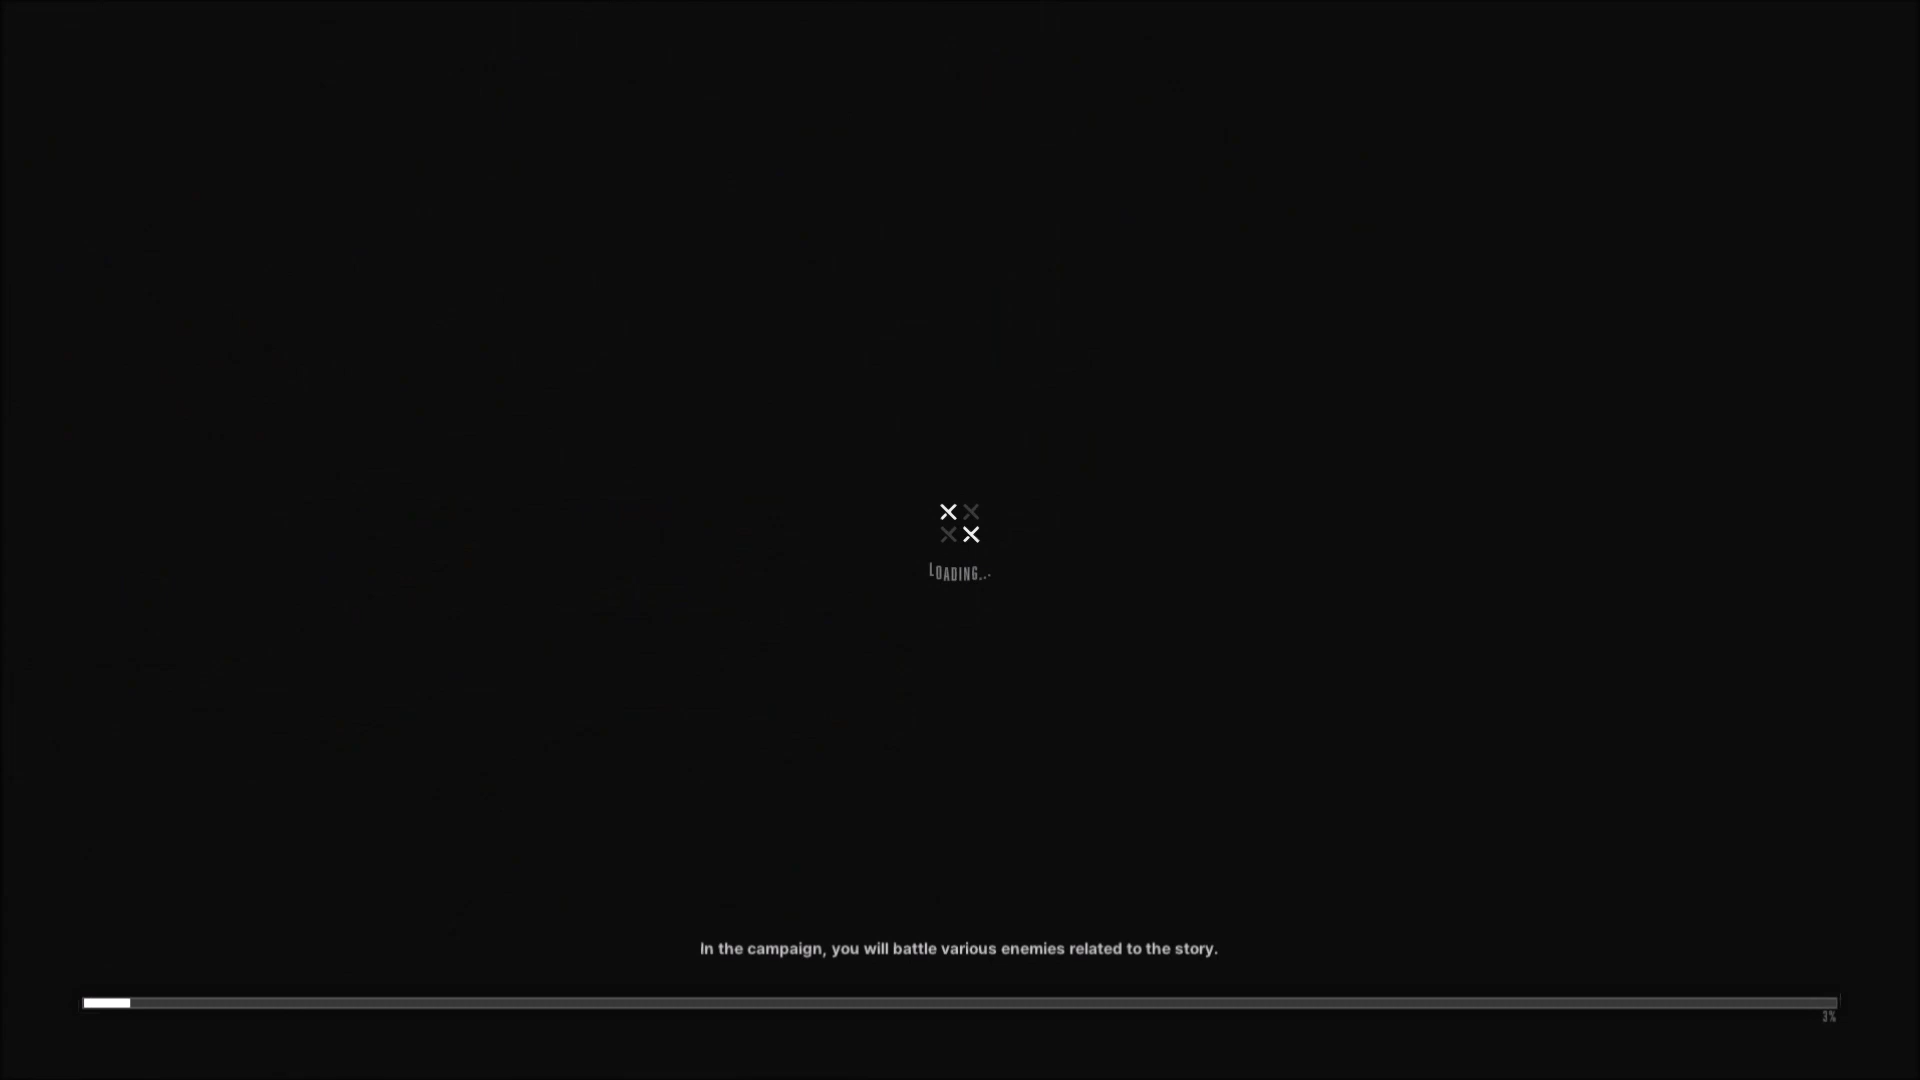 LOADING...
In the campaign, you will battle various enemies related to the story.
3%